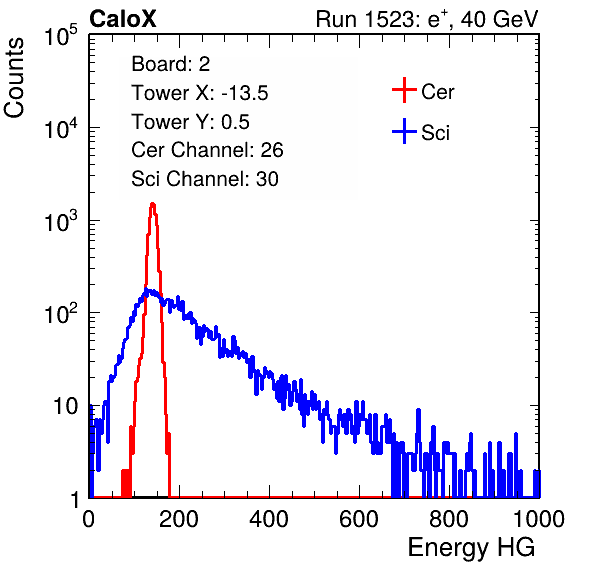 CaloX Run 1523: e⁺, 40 GeV
Counts
Board: 2
Tower X: -13.5
Tower Y: 0.5
Cer Channel: 26
Sci Channel: 30
Cer
Sci
10⁵
10⁴
10³
10²
10
1
0 200 400 600 800 1000
Energy HG